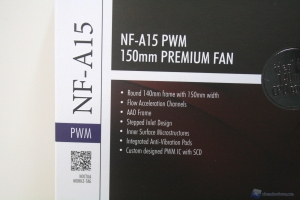 NF-A15
PWM
NF-A15 PWM
150mm PREMIUM FAN
• Round 140mm frame with 150mm width
• Flow Acceleration Channels
• AAO Frame
• Stepped Inlet Design
• Inner Surface Microstructures
• Integrated Anti-Vibration Pads
• Custom designed PWM IC with SCD